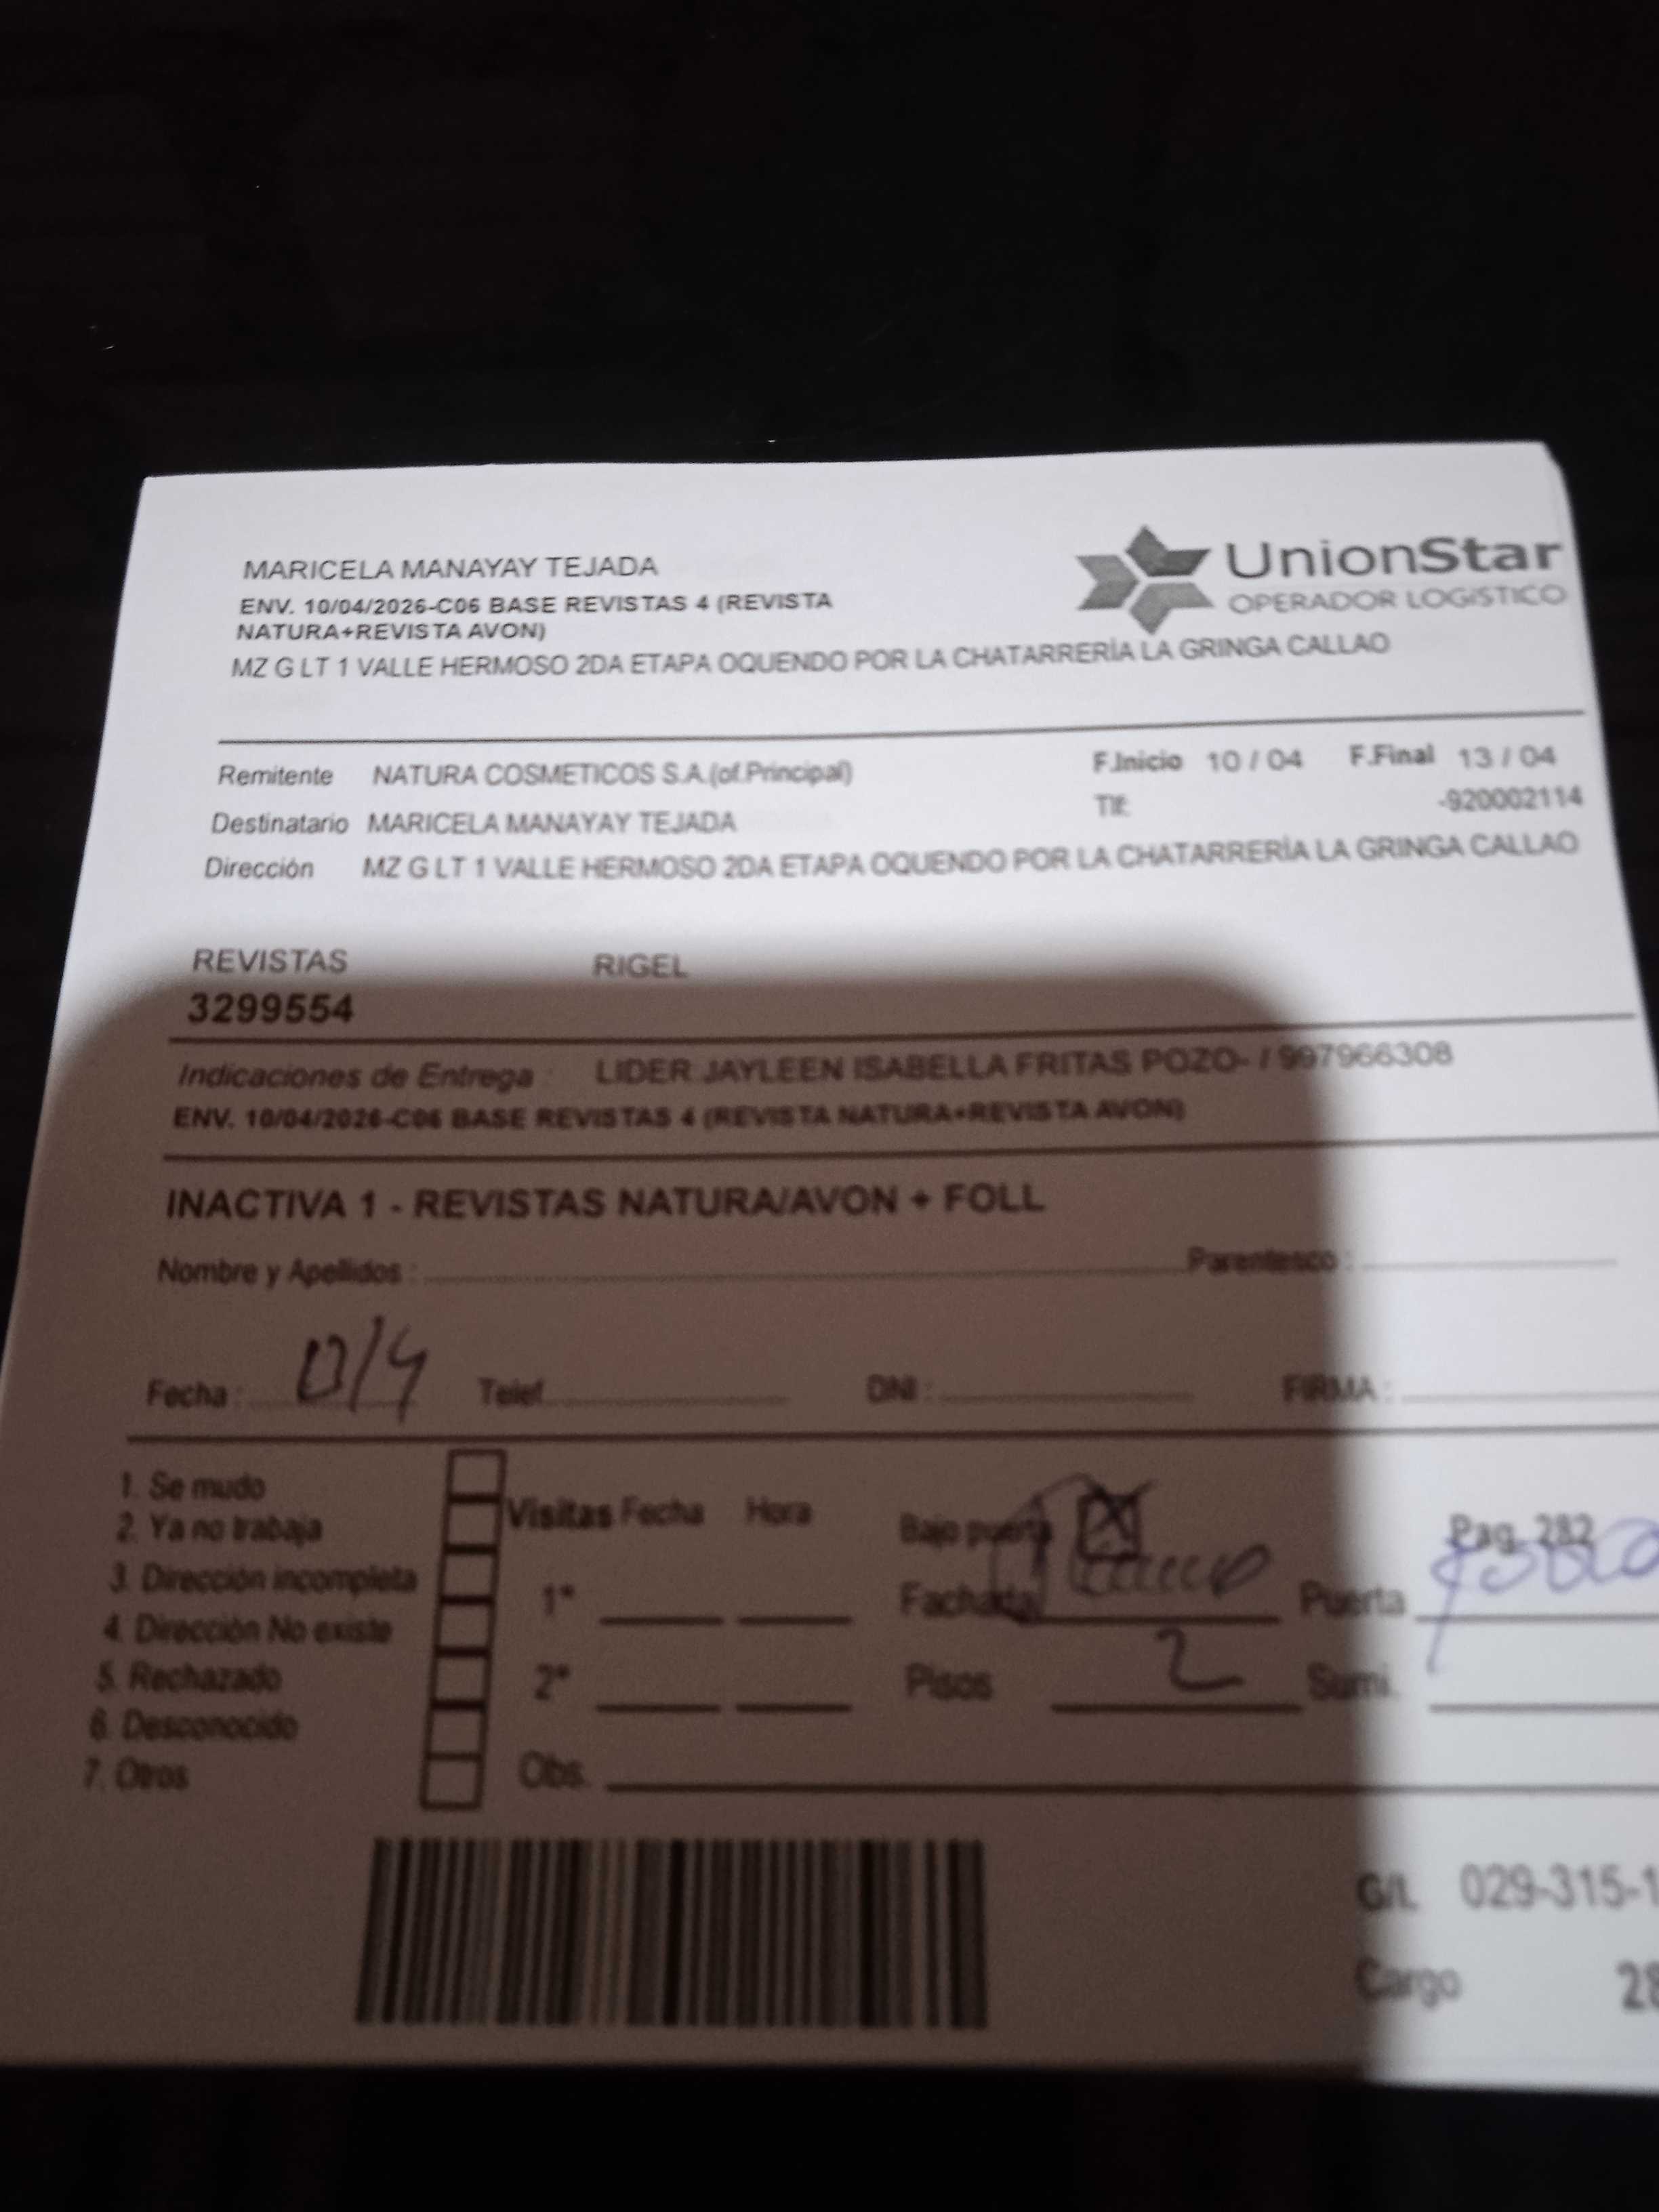 MARICELA MANAYAY TEJADA
UnionStar
OPERADOR LOGíSTICO
ENV. 10/04/2026-C06 BASE REVISTAS 4 (REVISTA
NATURA+REVISTA AVON)
MZ G LT 1 VALLE HERMOSO 2DA ETAPA OQUENDO POR LA CHATARRERÍA LA GRINGA CALLAO
Remitente NATURA COSMETICOS S.A.(of.Principal) F.Inicio 10 / 04 F.Final 13 / 04
Destinatario MARICELA MANAYAY TEJADA Tlf: -920002114
Dirección MZ G LT 1 VALLE HERMOSO 2DA ETAPA OQUENDO POR LA CHATARRERÍA LA GRINGA CALLAO
REVISTAS RIGEL
3299554
Indicaciones de Entrega : LIDER JAYLEEN ISABELLA FRITAS POZO- / 997966308
ENV. 10/04/2026-C06 BASE REVISTAS 4 (REVISTA NATURA+REVISTA AVON)
INACTIVA 1 - REVISTAS NATURA/AVON + FOLL
Nombre y Apellidos : Parentesco :
Fecha : Telef. DNI : FIRMA :
1. Se mudo
2. Ya no trabaja
3. Dirección incompleta
4. Dirección No existe
5. Rechazado
6. Desconocido
7. Otros
Visitas Fecha Hora
1°
2°
Obs.
Bajo puerta X Pag. 282
Fachada Puerta
Pisos 2 Sumi.
G/L 029-315-1
Cargo 28